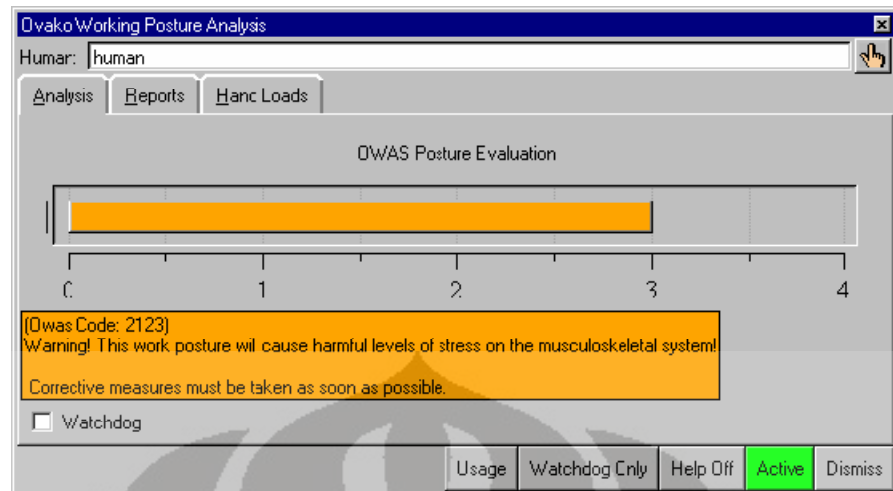 Ovako Working Posture Analysis
Humar: human
Analysis Reports Hanc Loads
OWAS Posture Evaluation
0 1 2 3 4
(Owas Code: 2123)
Warning! This work posture wil cause harmful levels of stress on the musculoskeletal system!
Corrective measures must be taken as soon as possible.
Watchdog
Usage Watchdog Cnly Help Off Active Dismiss